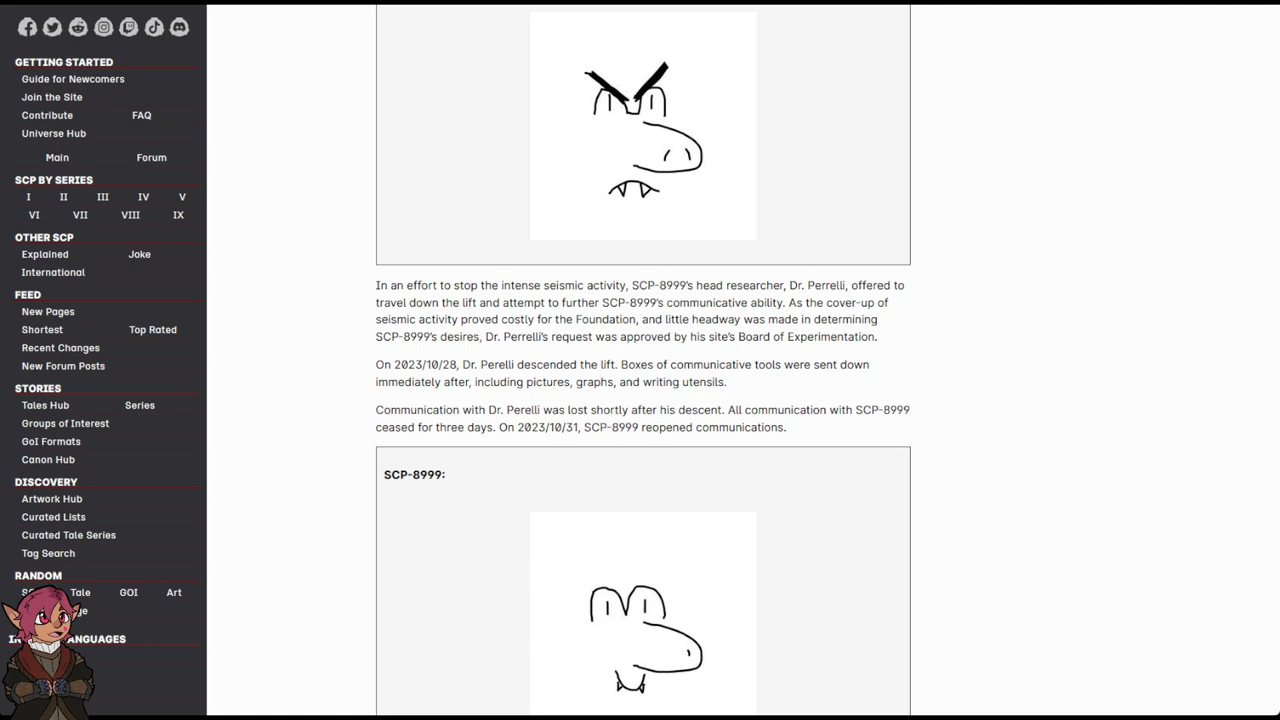 GETTING STARTED
Guide for Newcomers
Join the Site
Contribute FAQ
Universe Hub
Main Forum
SCP BY SERIES
I II III IV V
VI VII VIII IX
OTHER SCP
Explained Joke
International
FEED
New Pages
Shortest Top Rated
Recent Changes
New Forum Posts
STORIES
Tales Hub Series
Groups of Interest
GoI Formats
Canon Hub
DISCOVERY
Artwork Hub
Curated Lists
Curated Tale Series
Tag Search
RANDOM
Tale GOI Art
In an effort to stop the intense seismic activity, SCP-8999's head researcher, Dr. Perrelli, offered to
travel down the lift and attempt to further SCP-8999's communicative ability. As the cover-up of
seismic activity proved costly for the Foundation, and little headway was made in determining
SCP-8999's desires, Dr. Perrelli's request was approved by his site's Board of Experimentation.
On 2023/10/28, Dr. Perelli descended the lift. Boxes of communicative tools were sent down
immediately after, including pictures, graphs, and writing utensils.
Communication with Dr. Perelli was lost shortly after his descent. All communication with SCP-8999
ceased for three days. On 2023/10/31, SCP-8999 reopened communications.
SCP-8999: